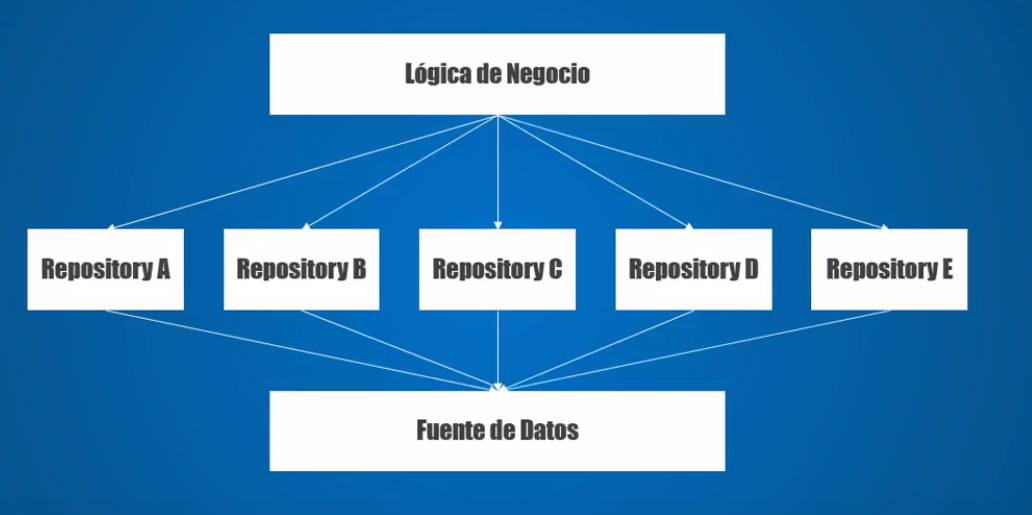 Lógica de Negocio
Repository A
Repository B
Repository C
Repository D
Repository E
Fuente de Datos